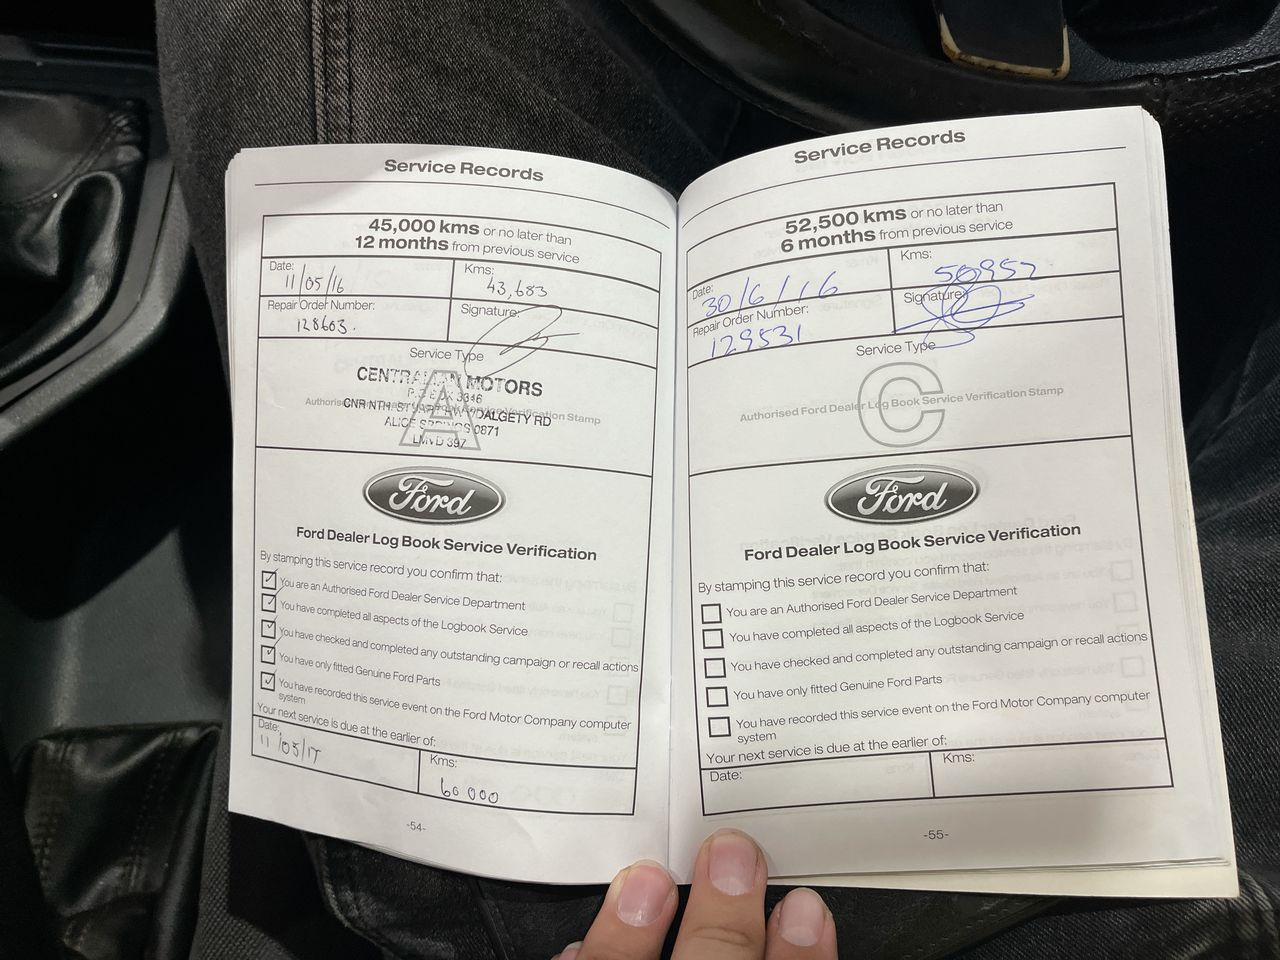 Service Records
45,000 kms or no later than
12 months from previous service
Date:
11/05/16
Kms:
43,683
Repair Order Number:
128603.
Signature:
Service Type
A
CENTRALIAN MOTORS
P.O. BOX 3346
CNR NTH. STUART HWY/DALGETY RD
Authorised Ford Dealer Log Book Service Verification Stamp
ALICE SPRINGS 0871
LMVD 397
Ford
Ford Dealer Log Book Service Verification
By stamping this service record you confirm that:
You are an Authorised Ford Dealer Service Department
You have completed all aspects of the Logbook Service
You have checked and completed any outstanding campaign or recall actions
You have only fitted Genuine Ford Parts
You have recorded this service event on the Ford Motor Company computer
system
Your next service is due at the earlier of:
Date:
11/05/17
Kms:
60 000
-54-
Service Records
52,500 kms or no later than
6 months from previous service
Date:
30/6/16
Kms:
Repair Order Number:
129531
Signature:
Service Type
C
Authorised Ford Dealer Log Book Service Verification Stamp
Ford
Ford Dealer Log Book Service Verification
By stamping this service record you confirm that:
You are an Authorised Ford Dealer Service Department
You have completed all aspects of the Logbook Service
You have checked and completed any outstanding campaign or recall actions
You have only fitted Genuine Ford Parts
You have recorded this service event on the Ford Motor Company computer
system
Your next service is due at the earlier of:
Date:
Kms:
-55-